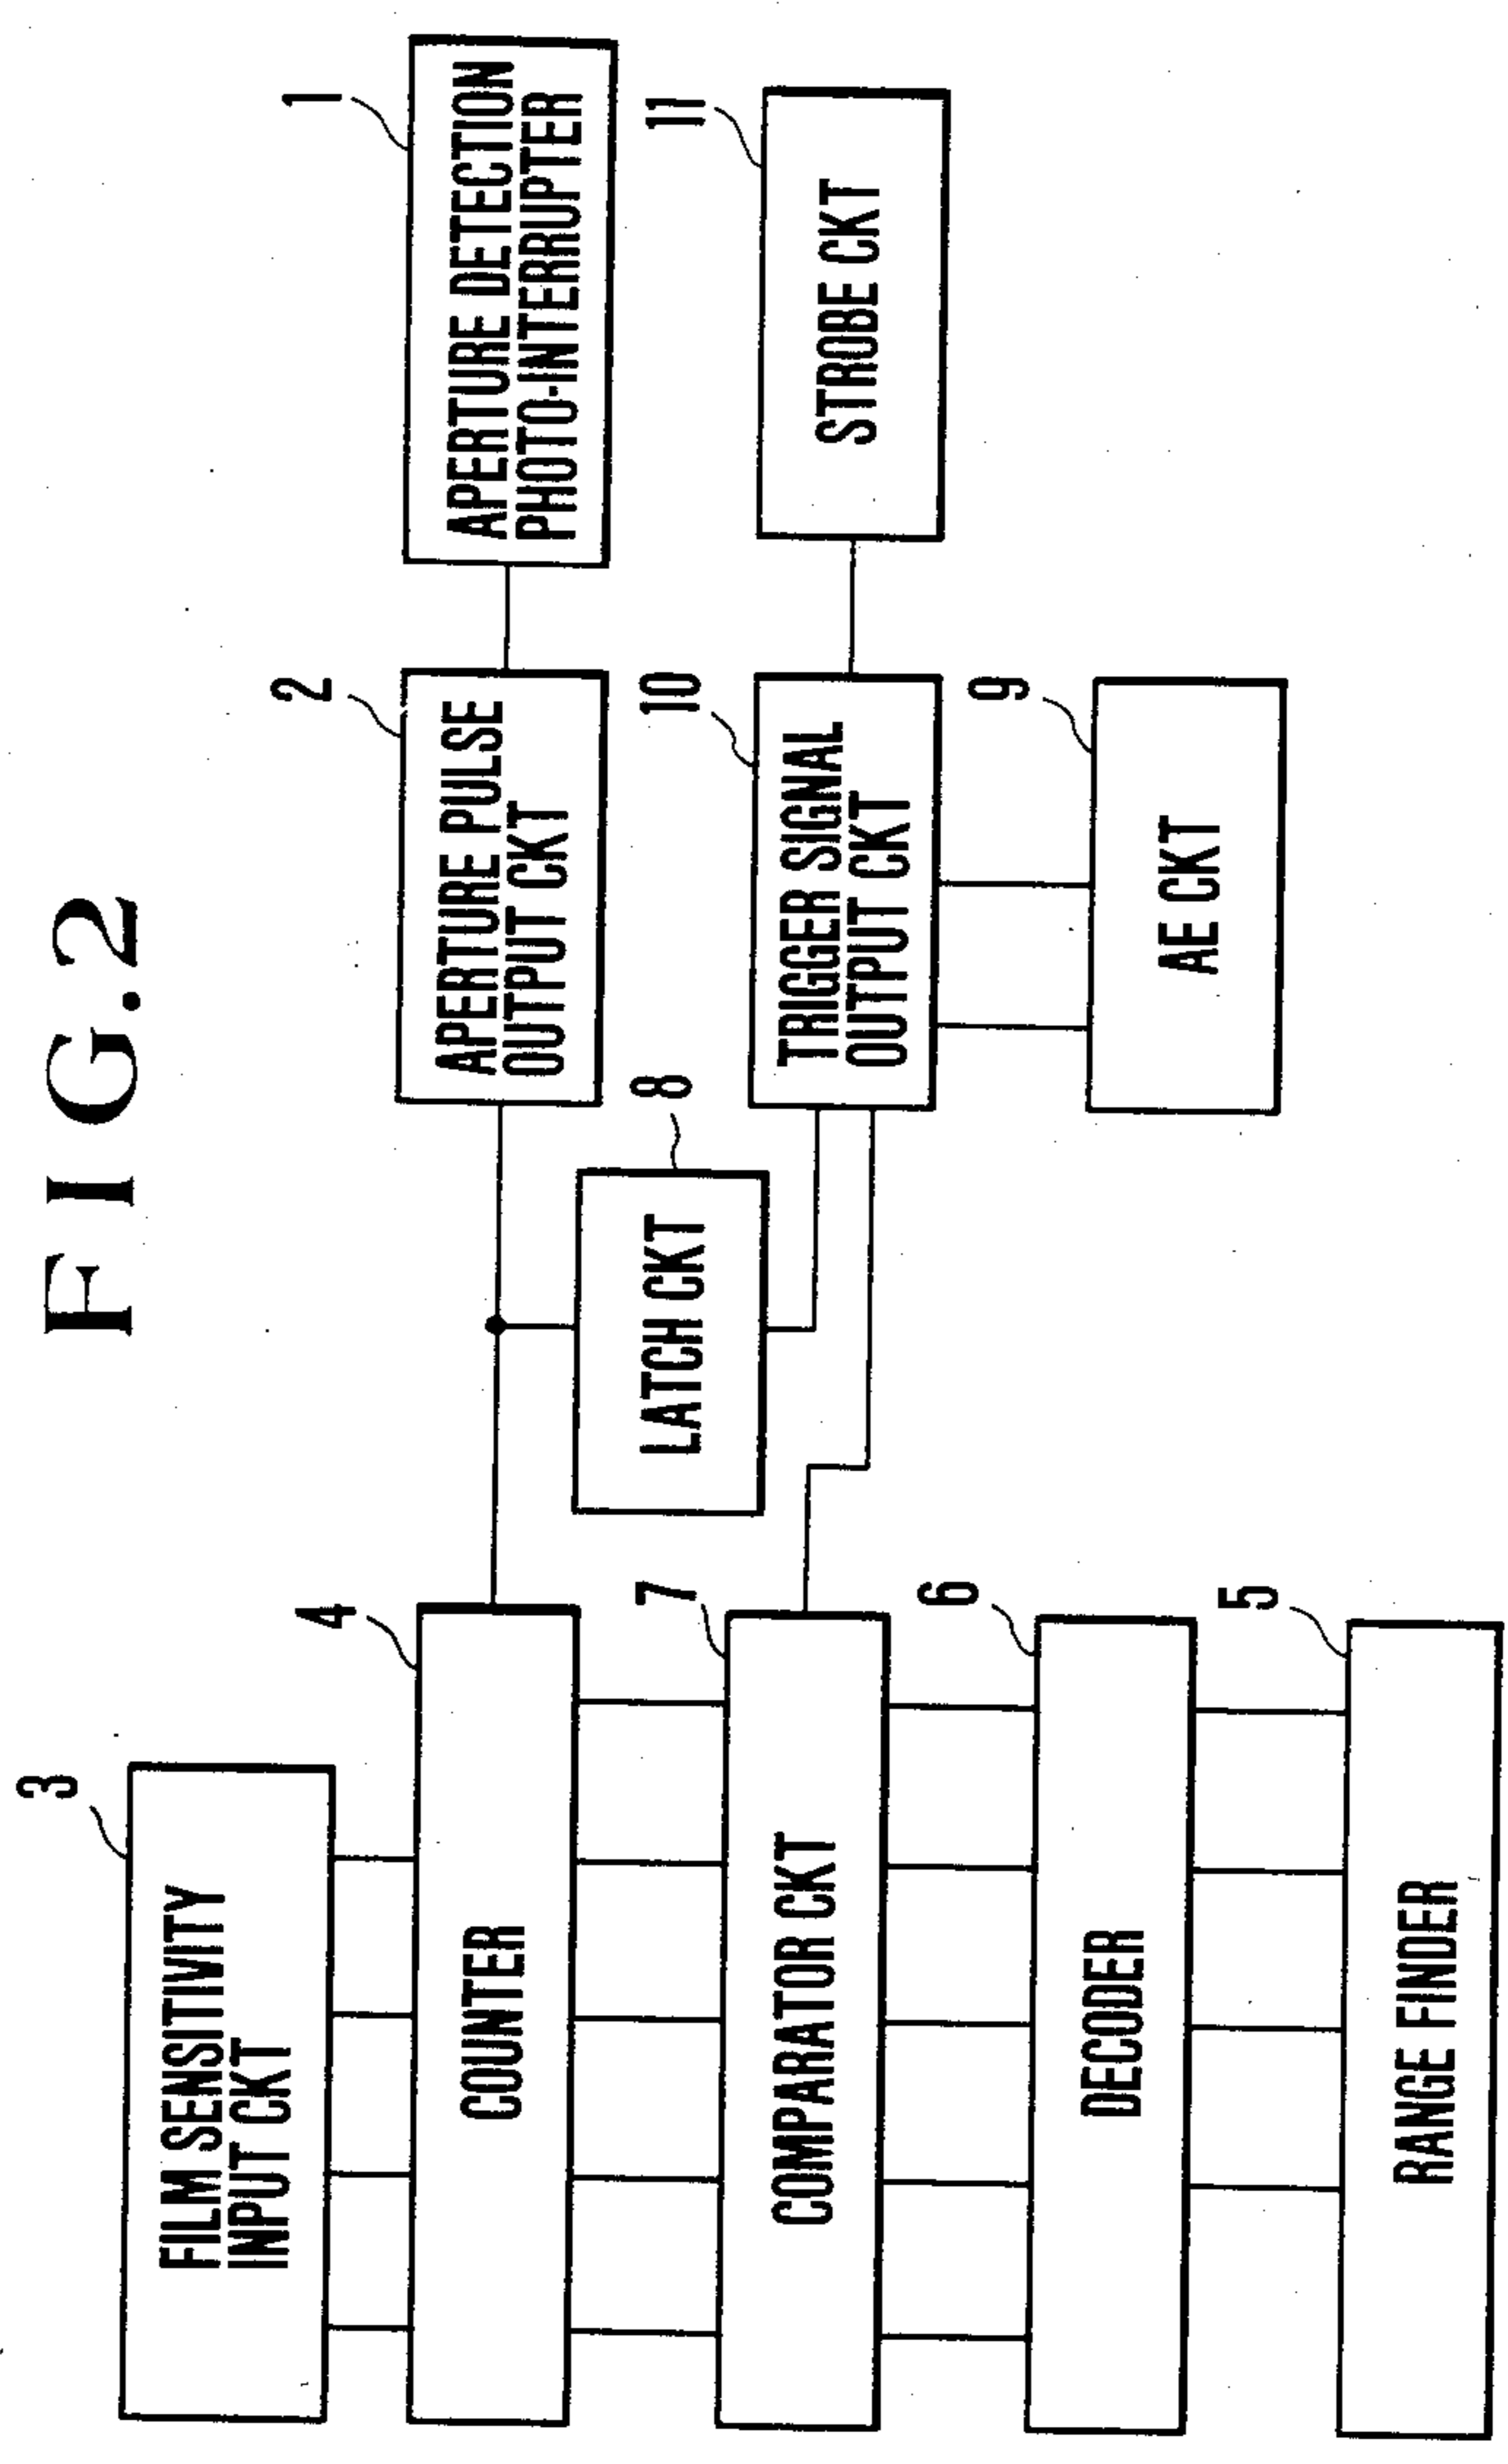 FIG.2
3
FILM SENSITIVITY
INPUT CKT
4
COUNTER
7
COMPARATOR CKT
6
DECODER
5
RANGE FINDER
8
LATCH CKT
2
APERTURE PULSE
OUTPUT CKT
10
TRIGGER SIGNAL
OUTPUT CKT
9
AE CKT
1
APERTURE DETECTION
PHOTO-INTERRUPTER
11
STROBE CKT